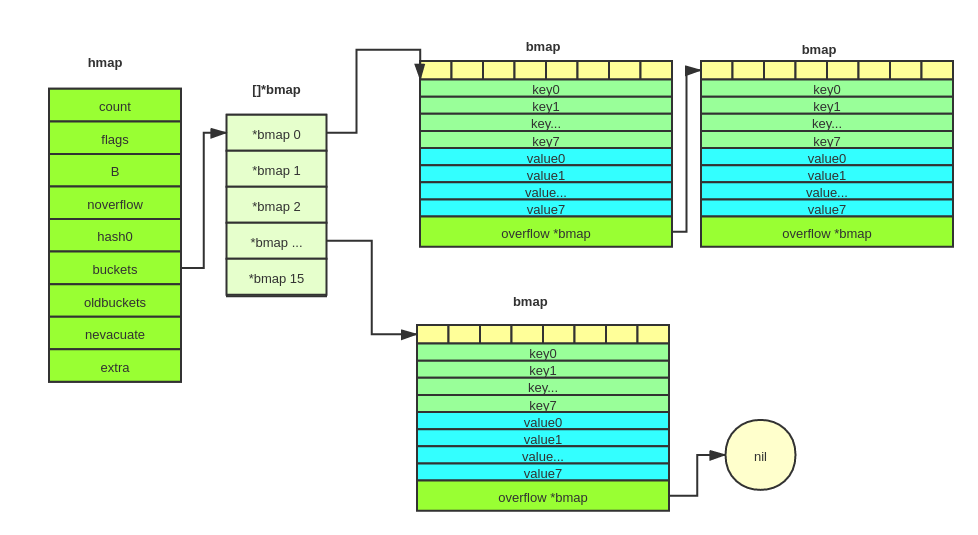 hmap
count
flags
B
noverflow
hash0
buckets
oldbuckets
nevacuate
extra
[]*bmap
*bmap 0
*bmap 1
*bmap 2
*bmap ...
*bmap 15
bmap
key0
key1
key...
key7
value0
value1
value...
value7
overflow *bmap
bmap
key0
key1
key...
key7
value0
value1
value...
value7
overflow *bmap
bmap
key0
key1
key...
key7
value0
value1
value...
value7
overflow *bmap
nil